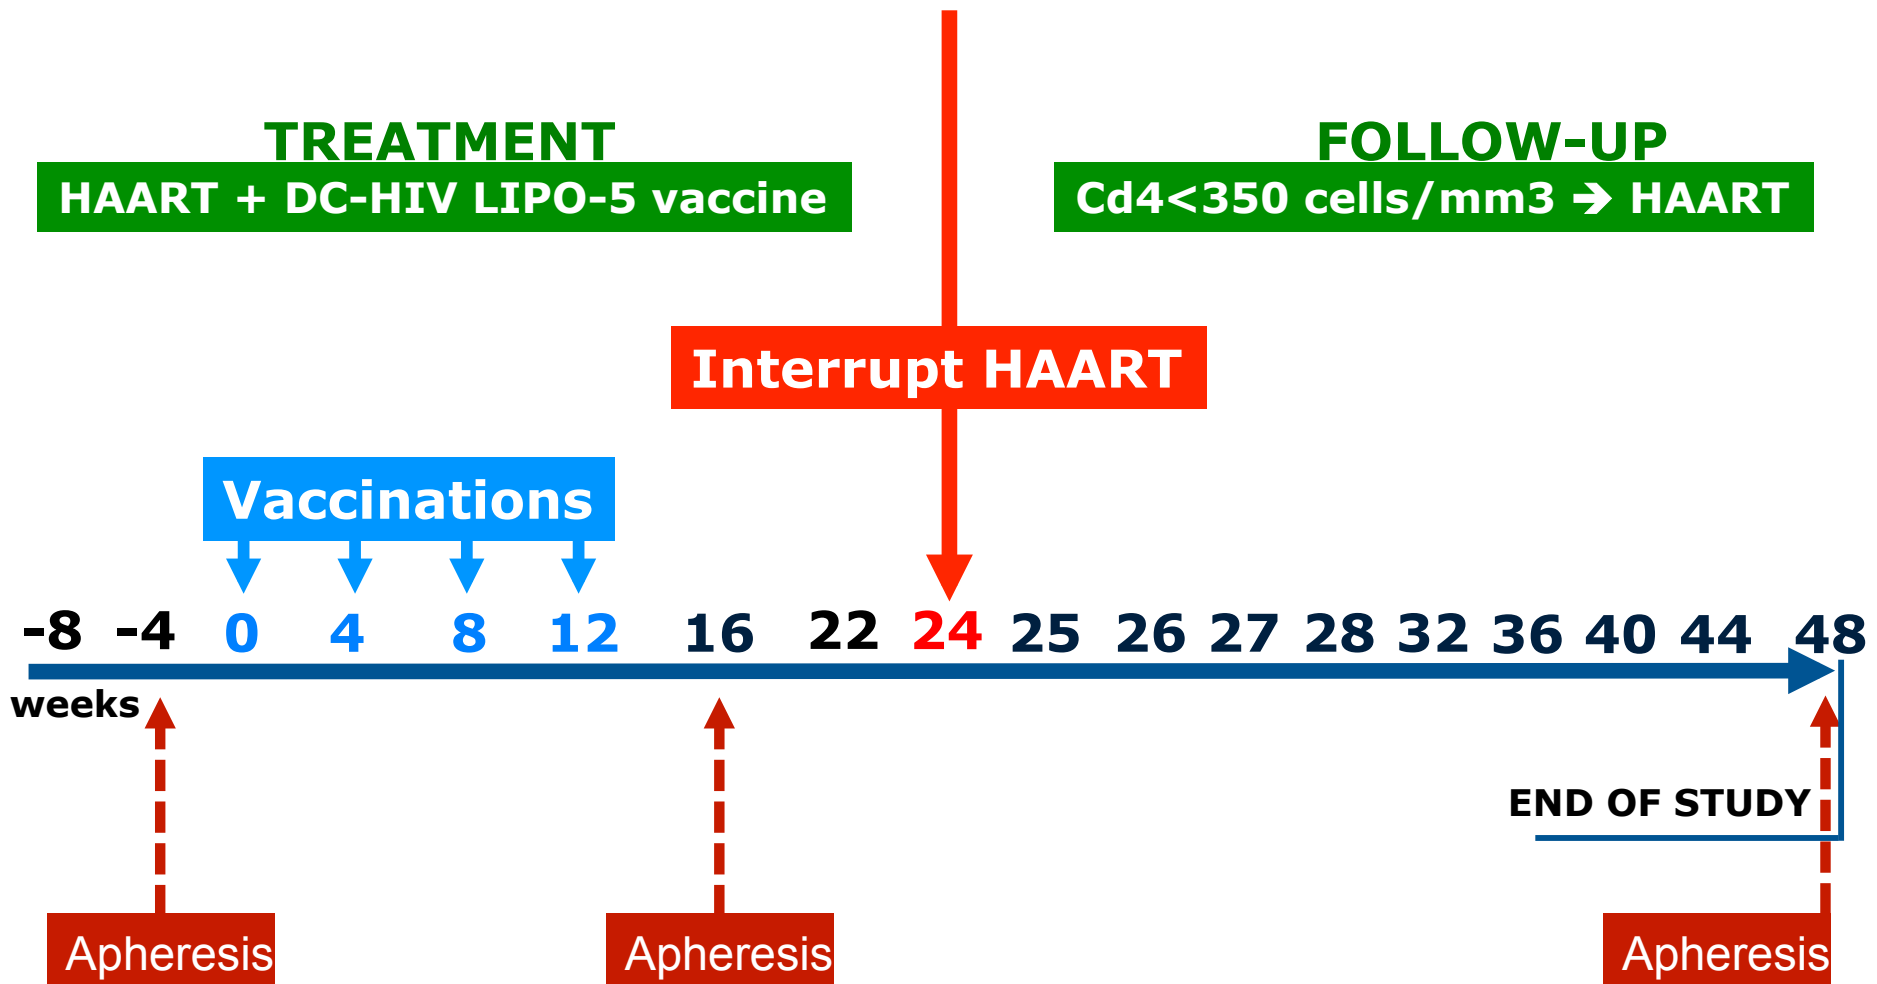 TREATMENT
HAART + DC-HIV LIPO-5 vaccine
FOLLOW-UP
Cd4<350 cells/mm3 ➔ HAART
Interrupt HAART
Vaccinations
-8 -4 0 4 8 12 16 22 24 25 26 27 28 32 36 40 44 48
weeks
END OF STUDY
Apheresis Apheresis Apheresis